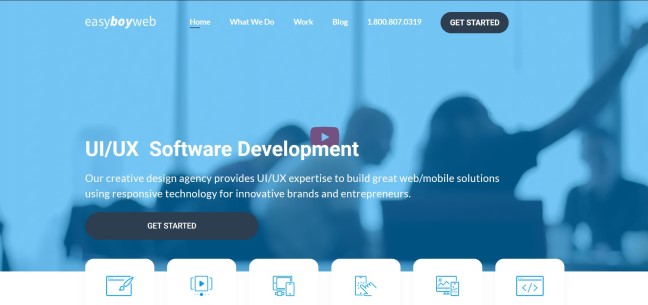 easyboyweb
Home What We Do Work Blog 1.800.807.0319 GET STARTED
UI/UX Software Development
Our creative design agency provides UI/UX expertise to build great web/mobile solutions
using responsive technology for innovative brands and entrepreneurs.
GET STARTED